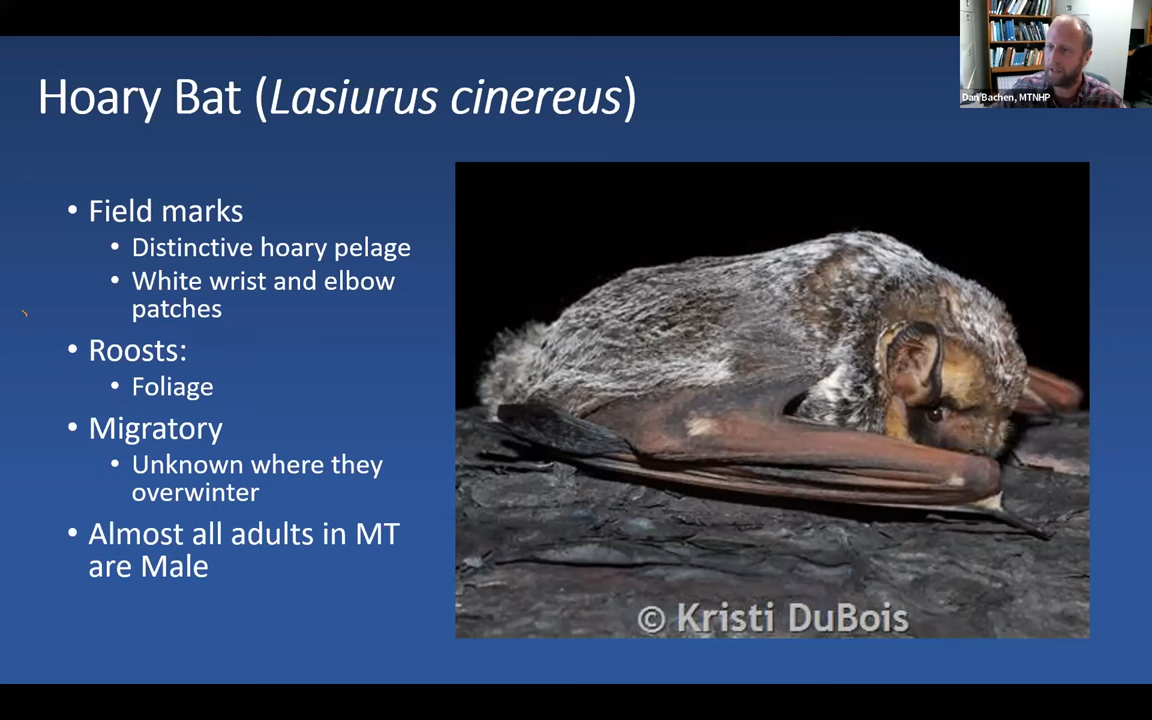 Dan Bachen, MTNHP
Hoary Bat (Lasiurus cinereus)
• Field marks
• Distinctive hoary pelage
• White wrist and elbow
patches
• Roosts:
• Foliage
• Migratory
• Unknown where they
overwinter
• Almost all adults in MT
are Male
© Kristi DuBois